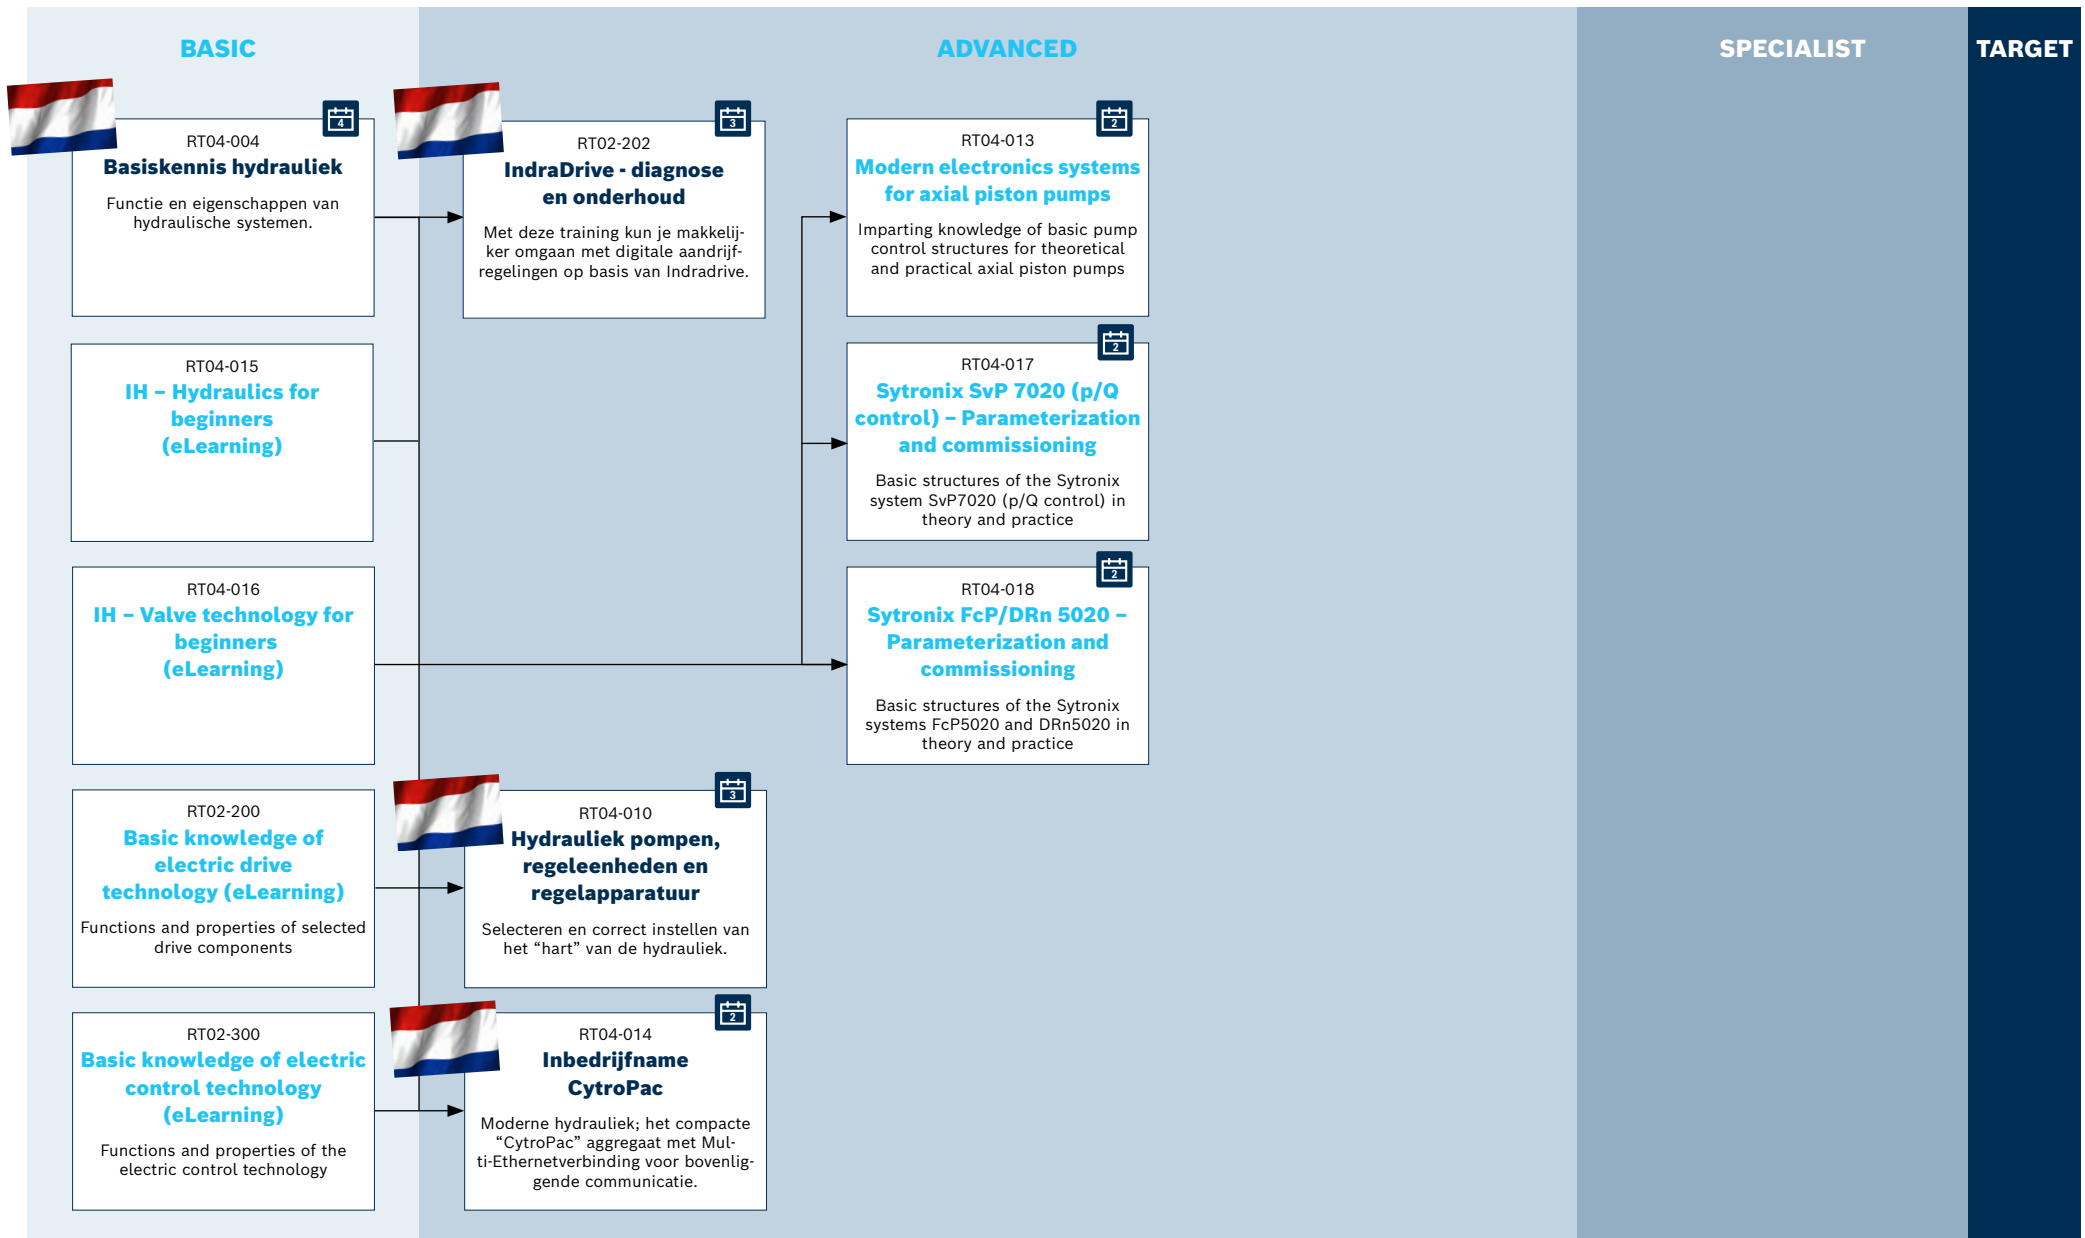 BASIC
ADVANCED
SPECIALIST
TARGET
4
RT04-004
Basiskennis hydrauliek
Functie en eigenschappen van
hydraulische systemen.
3
RT02-202
IndraDrive - diagnose
en onderhoud
Met deze training kun je makkelij-
ker omgaan met digitale aandrijf-
regelingen op basis van Indradrive.
2
RT04-013
Modern electronics systems
for axial piston pumps
Imparting knowledge of basic pump
control structures for theoretical
and practical axial piston pumps
RT04-015
IH – Hydraulics for
beginners
(eLearning)
2
RT04-017
Sytronix SvP 7020 (p/Q
control) – Parameterization
and commissioning
Basic structures of the Sytronix
system SvP7020 (p/Q control) in
theory and practice
RT04-016
IH – Valve technology for
beginners
(eLearning)
2
RT04-018
Sytronix FcP/DRn 5020 –
Parameterization and
commissioning
Basic structures of the Sytronix
systems FcP5020 and DRn5020 in
theory and practice
RT02-200
Basic knowledge of
electric drive
technology (eLearning)
Functions and properties of selected
drive components
3
RT04-010
Hydrauliek pompen,
regeleenheden en
regelapparatuur
Selecteren en correct instellen van
het “hart” van de hydrauliek.
RT02-300
Basic knowledge of electric
control technology
(eLearning)
Functions and properties of the
electric control technology
2
RT04-014
Inbedrijfname
CytroPac
Moderne hydrauliek; het compacte
“CytroPac” aggregaat met Mul-
ti-Ethernetverbinding voor bovenlig-
gende communicatie.